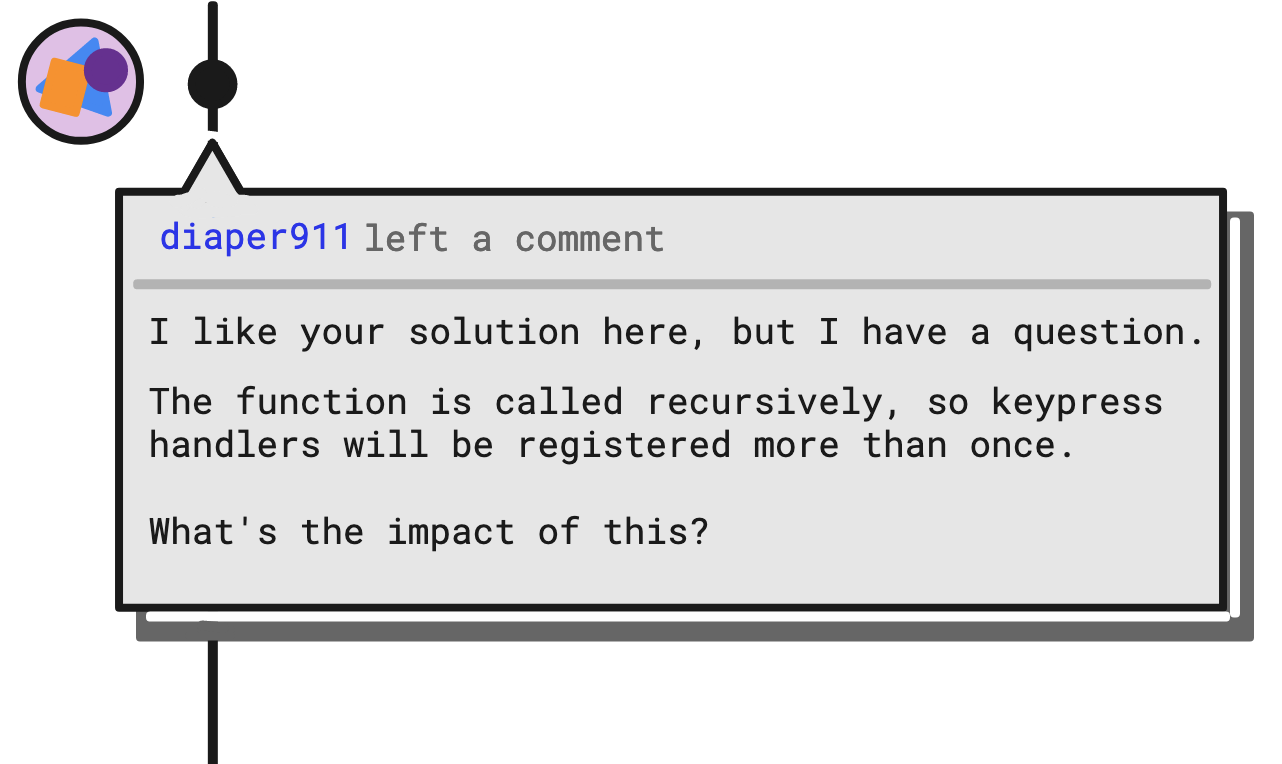 diaper911 left a comment
I like your solution here, but I have a question.
The function is called recursively, so keypress
handlers will be registered more than once.
What's the impact of this?